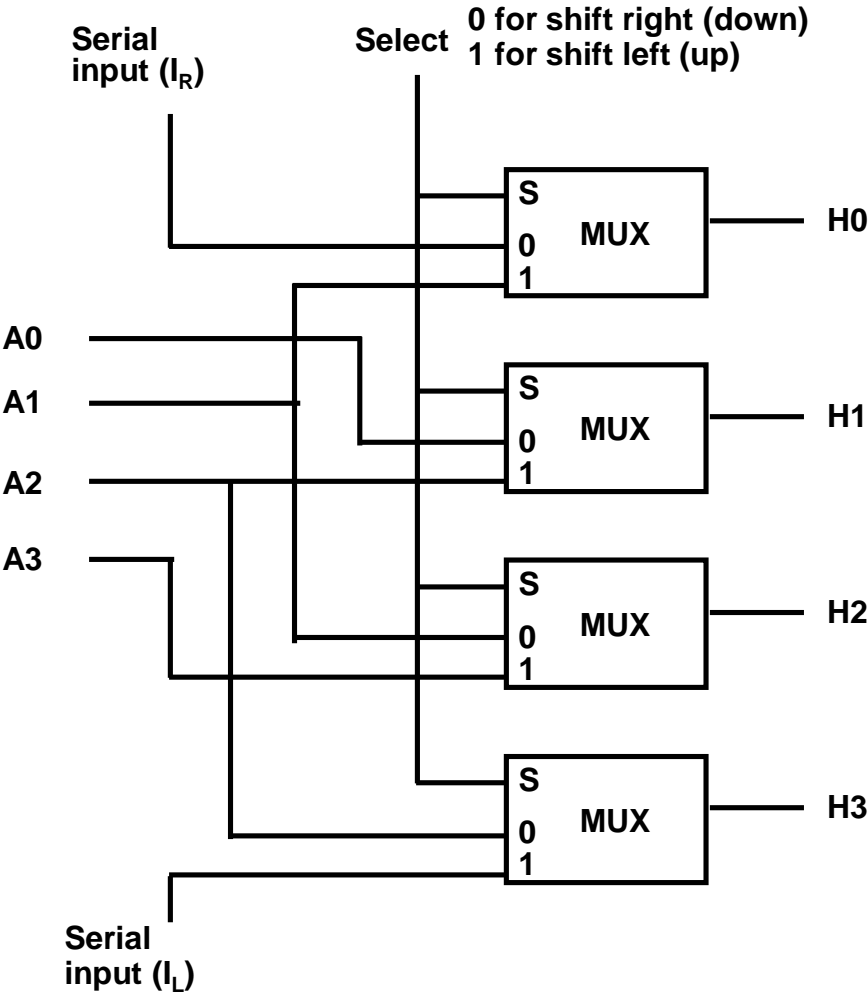 0 for shift right (down)
Serial
Select
1 for shift left (up)
input (I_R)
S
H0
MUX
0
1
A0
S
H1
A1
MUX
0
1
A2
A3
S
H2
MUX
0
1
S
H3
MUX
0
1
Serial
input (I_L)